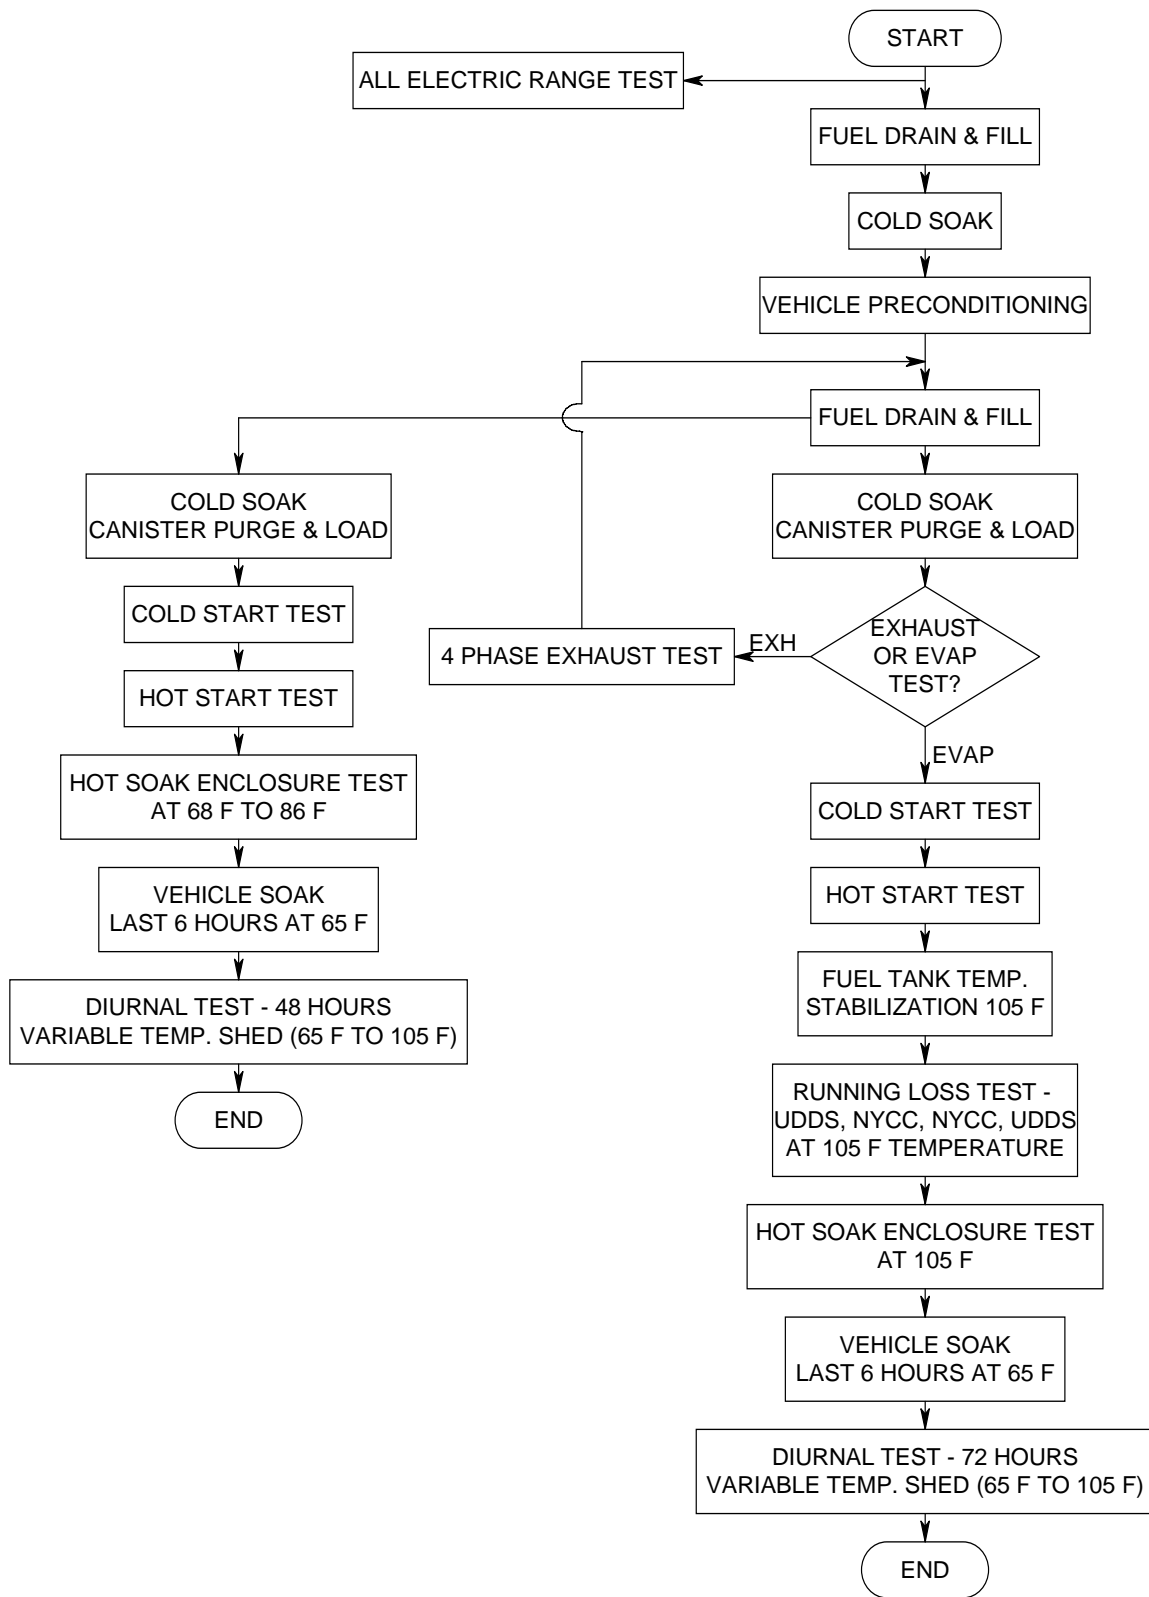 START
ALL ELECTRIC RANGE TEST
FUEL DRAIN & FILL
COLD SOAK
VEHICLE PRECONDITIONING
FUEL DRAIN & FILL
COLD SOAK
CANISTER PURGE & LOAD
COLD START TEST
HOT START TEST
HOT SOAK ENCLOSURE TEST
AT 68 F TO 86 F
VEHICLE SOAK
LAST 6 HOURS AT 65 F
DIURNAL TEST - 48 HOURS
VARIABLE TEMP. SHED (65 F TO 105 F)
END
COLD SOAK
CANISTER PURGE & LOAD
EXHAUST
OR EVAP
TEST?
EXH
4 PHASE EXHAUST TEST
EVAP
COLD START TEST
HOT START TEST
FUEL TANK TEMP.
STABILIZATION 105 F
RUNNING LOSS TEST -
UDDS, NYCC, NYCC, UDDS
AT 105 F TEMPERATURE
HOT SOAK ENCLOSURE TEST
AT 105 F
VEHICLE SOAK
LAST 6 HOURS AT 65 F
DIURNAL TEST - 72 HOURS
VARIABLE TEMP. SHED (65 F TO 105 F)
END